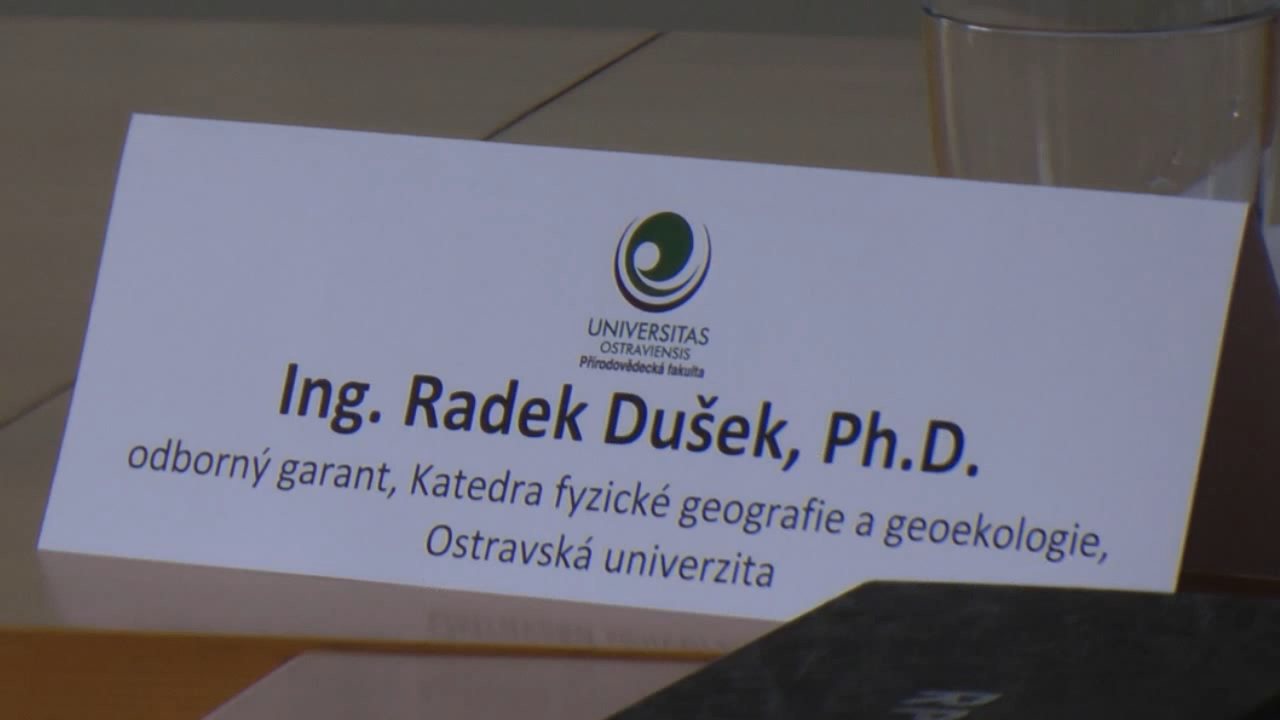 UNIVERSITAS
OSTRAVIENSIS
Přírodovědecká fakulta
Ing. Radek Dušek, Ph.D.
odborný garant, Katedra fyzické geografie a geoekologie,
Ostravská univerzita